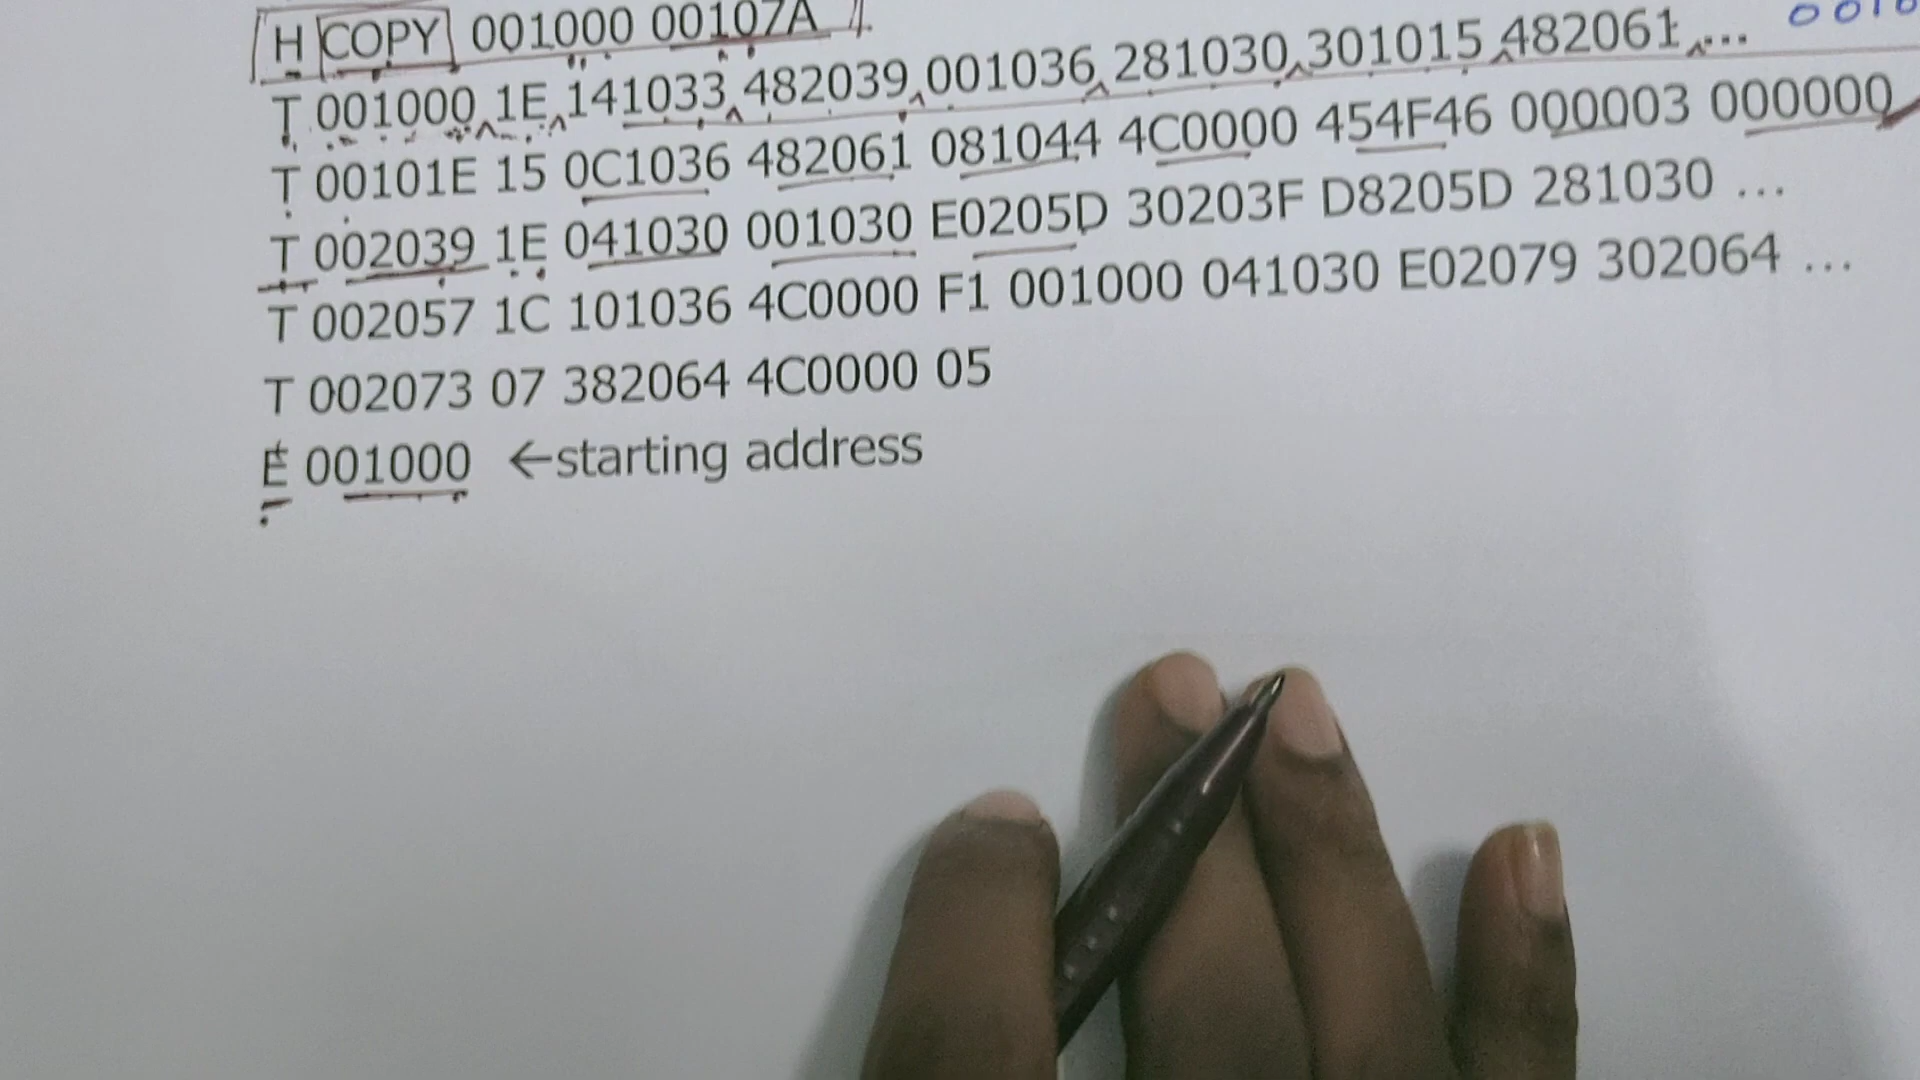 H COPY 001000 00107A
T 001000 1E 141033 482039 001036 281030 301015 482061 ...
T 00101E 15 0C1036 482061 081044 4C0000 454F46 000003 000000
T 002039 1E 041030 001030 E0205D 30203F D8205D 281030 ...
T 002057 1C 101036 4C0000 F1 001000 041030 E02079 302064 ...
T 002073 07 382064 4C0000 05
E 001000 ←starting address